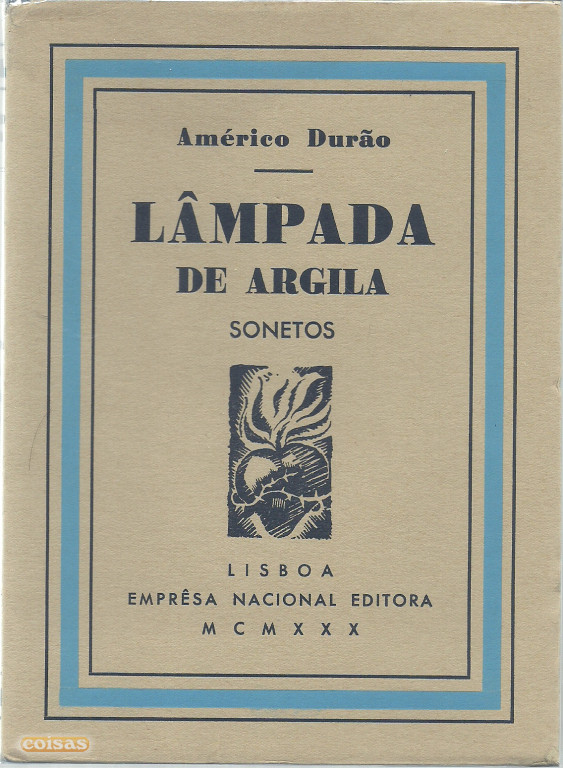 Américo Durão
LÂMPADA
DE ARGILA
SONETOS
LISBOA
EMPRÊSA NACIONAL EDITORA
MCMXXX
coisas